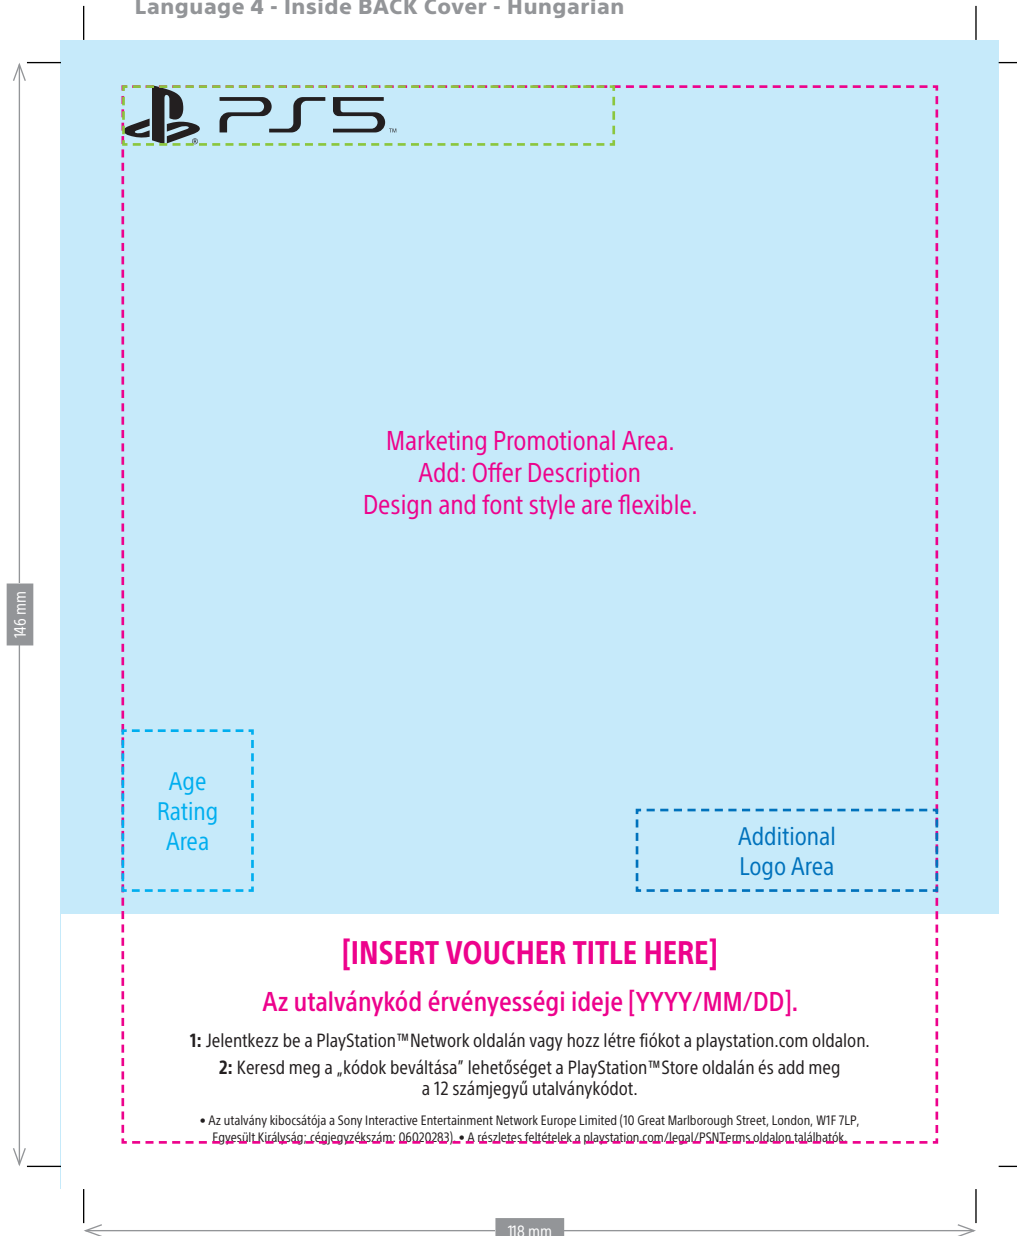 Language 4 - Inside BACK Cover - Hungarian
PS5™
®
146 mm
Marketing Promotional Area.
Add: Offer Description
Design and font style are flexible.
Age
Rating
Area
Additional
Logo Area
[INSERT VOUCHER TITLE HERE]
Az utalványkód érvényességi ideje [YYYY/MM/DD].
1: Jelentkezz be a PlayStation™Network oldalán vagy hozz létre fiókot a playstation.com oldalon.
2: Keresd meg a „kódok beváltása” lehetőséget a PlayStation™Store oldalán és add meg
a 12 számjegyű utalványkódot.
• Az utalvány kibocsátója a Sony Interactive Entertainment Network Europe Limited (10 Great Marlborough Street, London, W1F 7LP,
Egyesült Királyság; cégjegyzékszám: 06020283). • A részletes feltételek a playstation.com/legal/PSNTerms oldalon találhatók.
118 mm